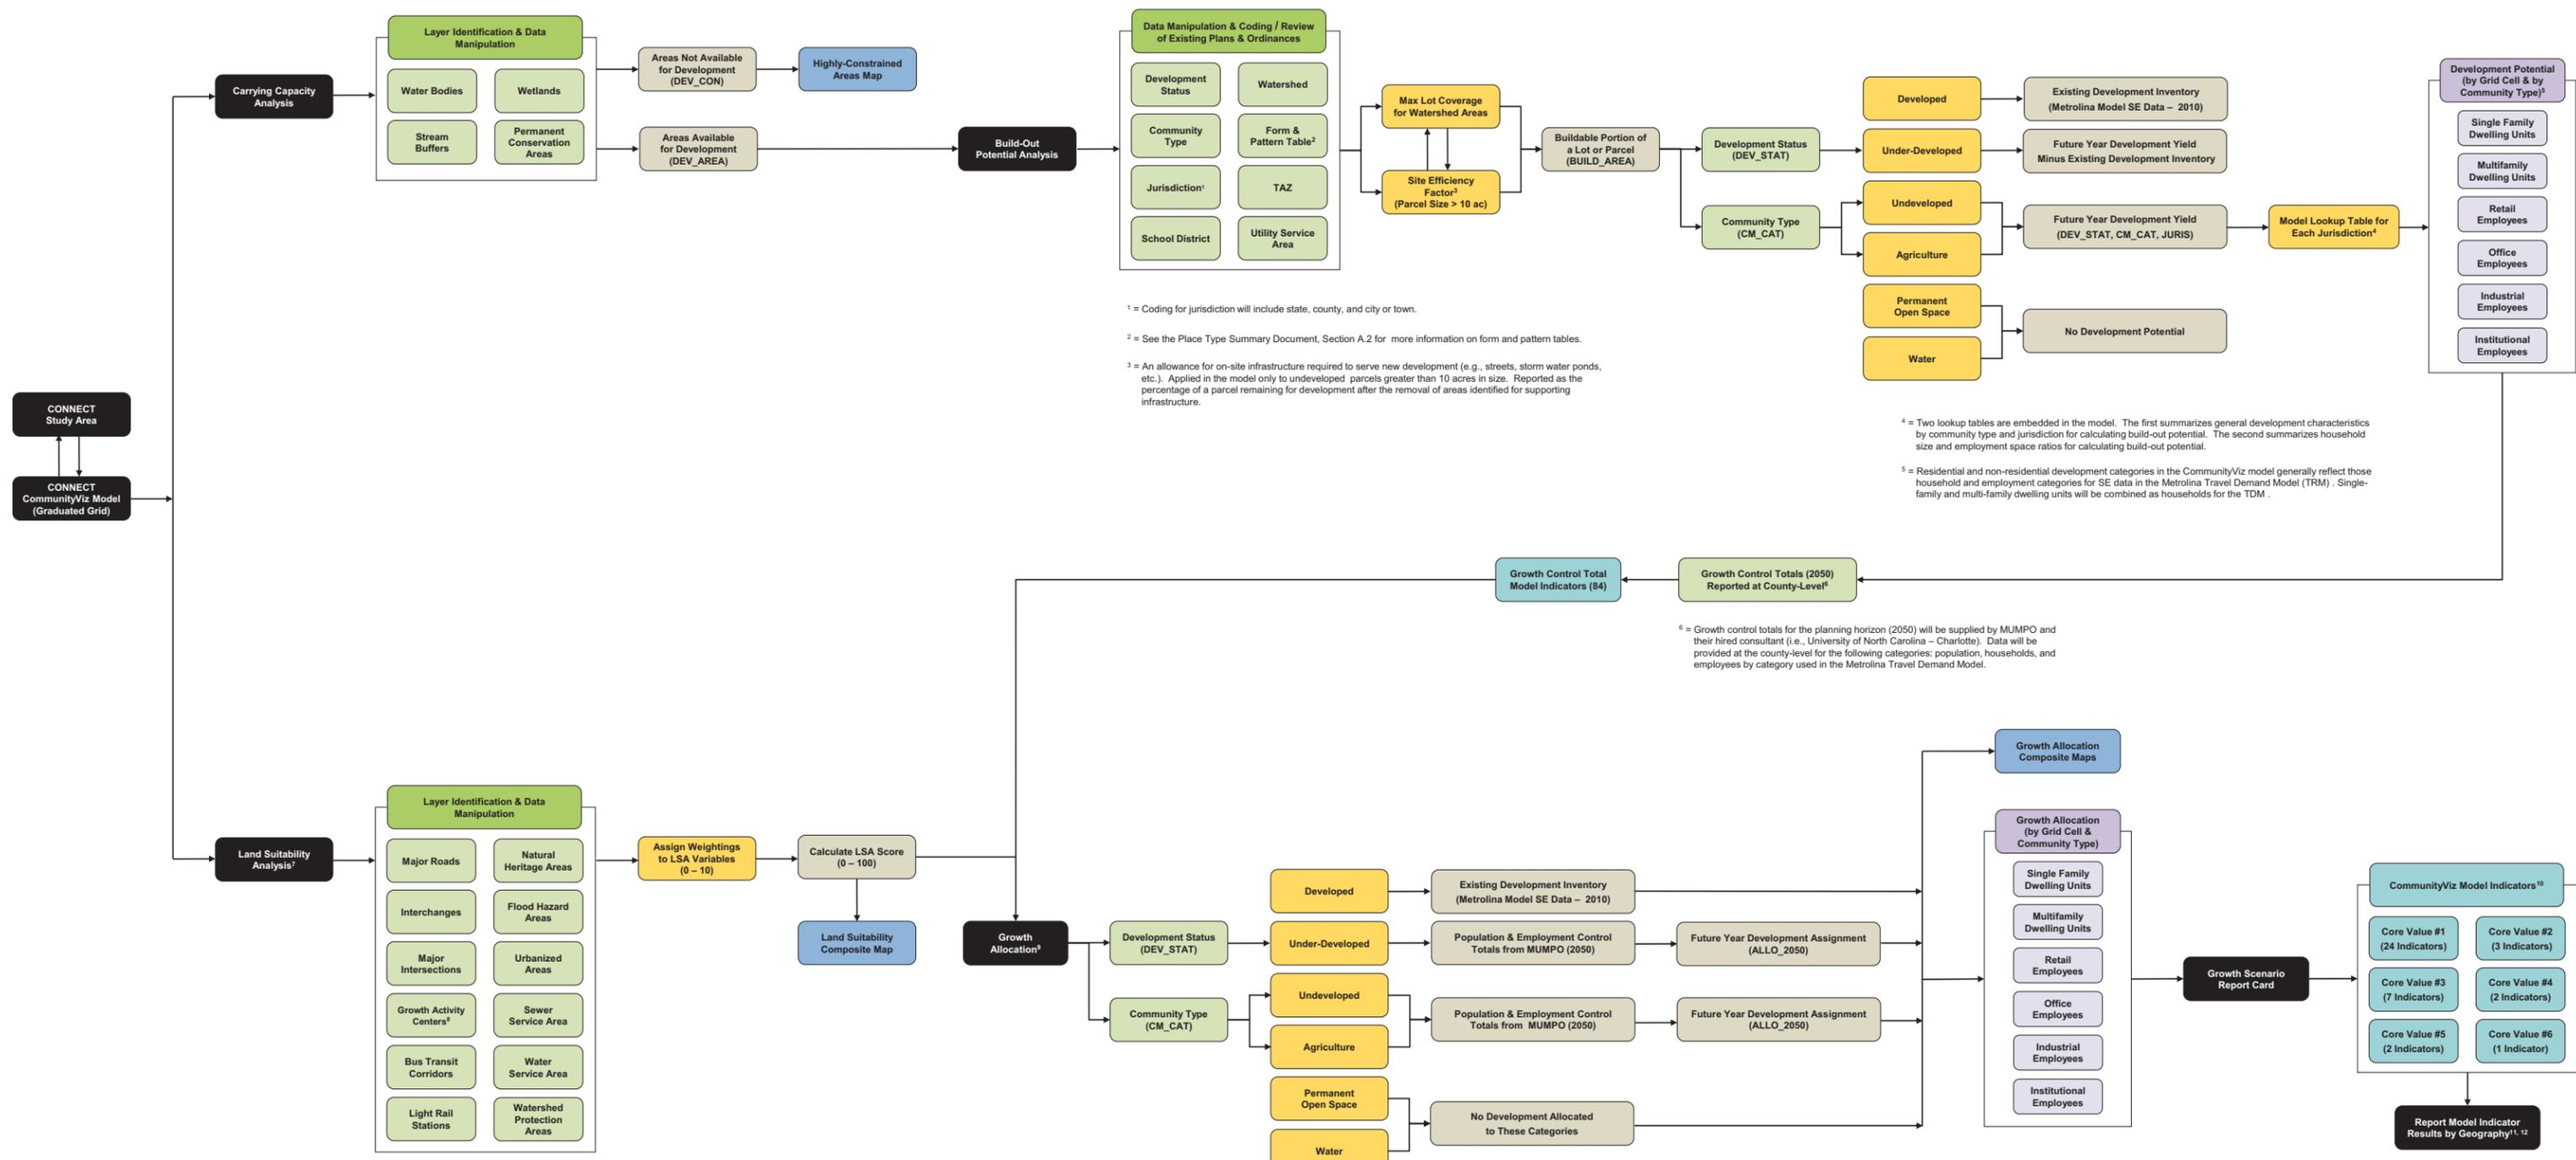 CONNECT
Study Area
CONNECT
CommunityViz Model
(Graduated Grid)
Carrying Capacity
Analysis
Layer Identification & Data
Manipulation
Water Bodies
Wetlands
Stream
Buffers
Permanent
Conservation
Areas
Areas Not Available
for Development
(DEV_CON)
Highly-Constrained
Areas Map
Areas Available
for Development
(DEV_AREA)
Build-Out
Potential Analysis
Data Manipulation & Coding / Review
of Existing Plans & Ordinances
Development
Status
Watershed
Community
Type
Form &
Pattern Table²
Jurisdiction¹
TAZ
School District
Utility Service
Area
Max Lot Coverage
for Watershed Areas
Site Efficiency
Factor³
(Parcel Size > 10 ac)
Buildable Portion of
a Lot or Parcel
(BUILD_AREA)
Development Status
(DEV_STAT)
Community Type
(CM_CAT)
Developed
Existing Development Inventory
(Metrolina Model SE Data – 2010)
Under-Developed
Future Year Development Yield
Minus Existing Development Inventory
Undeveloped
Agriculture
Future Year Development Yield
(DEV_STAT, CM_CAT, JURIS)
Permanent
Open Space
Water
No Development Potential
Model Lookup Table for
Each Jurisdiction⁴
Development Potential
(by Grid Cell & by
Community Type)⁵
Single Family
Dwelling Units
Multifamily
Dwelling Units
Retail
Employees
Office
Employees
Industrial
Employees
Institutional
Employees
¹ = Coding for jurisdiction will include state, county, and city or town.
² = See the Place Type Summary Document, Section A.2 for more information on form and pattern tables.
³ = An allowance for on-site infrastructure required to serve new development (e.g., streets, storm water ponds,
etc.). Applied in the model only to undeveloped parcels greater than 10 acres in size. Reported as the
percentage of a parcel remaining for development after the removal of areas identified for supporting
infrastructure.
⁴ = Two lookup tables are embedded in the model. The first summarizes general development characteristics
by community type and jurisdiction for calculating build-out potential. The second summarizes household
size and employment space ratios for calculating build-out potential.
⁵ = Residential and non-residential development categories in the CommunityViz model generally reflect those
household and employment categories for SE data in the Metrolina Travel Demand Model (TRM) . Single-
family and multi-family dwelling units will be combined as households for the TDM .
Growth Control Total
Model Indicators (84)
Growth Control Totals (2050)
Reported at County-Level⁶
⁶ = Growth control totals for the planning horizon (2050) will be supplied by MUMPO and
their hired consultant (i.e., University of North Carolina – Charlotte). Data will be
provided at the county-level for the following categories: population, households, and
employees by category used in the Metrolina Travel Demand Model.
Land Suitability
Analysis⁷
Layer Identification & Data
Manipulation
Major Roads
Natural
Heritage Areas
Interchanges
Flood Hazard
Areas
Major
Intersections
Urbanized
Areas
Growth Activity
Centers⁸
Sewer
Service Area
Bus Transit
Corridors
Water
Service Area
Light Rail
Stations
Watershed
Protection
Areas
Assign Weightings
to LSA Variables
(0 – 10)
Calculate LSA Score
(0 – 100)
Land Suitability
Composite Map
Growth
Allocation⁹
Development Status
(DEV_STAT)
Community Type
(CM_CAT)
Developed
Existing Development Inventory
(Metrolina Model SE Data – 2010)
Under-Developed
Population & Employment Control
Totals from MUMPO (2050)
Future Year Development Assignment
(ALLO_2050)
Undeveloped
Agriculture
Population & Employment Control
Totals from MUMPO (2050)
Future Year Development Assignment
(ALLO_2050)
Permanent
Open Space
Water
No Development Allocated
to These Categories
Growth Allocation
Composite Maps
Growth Allocation
(by Grid Cell &
Community Type)
Single Family
Dwelling Units
Multifamily
Dwelling Units
Retail
Employees
Office
Employees
Industrial
Employees
Institutional
Employees
Growth Scenario
Report Card
CommunityViz Model Indicators¹⁰
Core Value #1
(24 Indicators)
Core Value #2
(3 Indicators)
Core Value #3
(7 Indicators)
Core Value #4
(2 Indicators)
Core Value #5
(2 Indicators)
Core Value #6
(1 Indicator)
Report Model Indicator
Results by Geography¹¹, ¹²